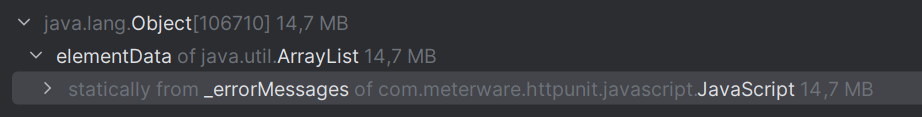 java.lang.Object[106710] 14,7 MB
elementData of java.util.ArrayList 14,7 MB
statically from _errorMessages of com.meterware.httpunit.javascript.JavaScript 14,7 MB